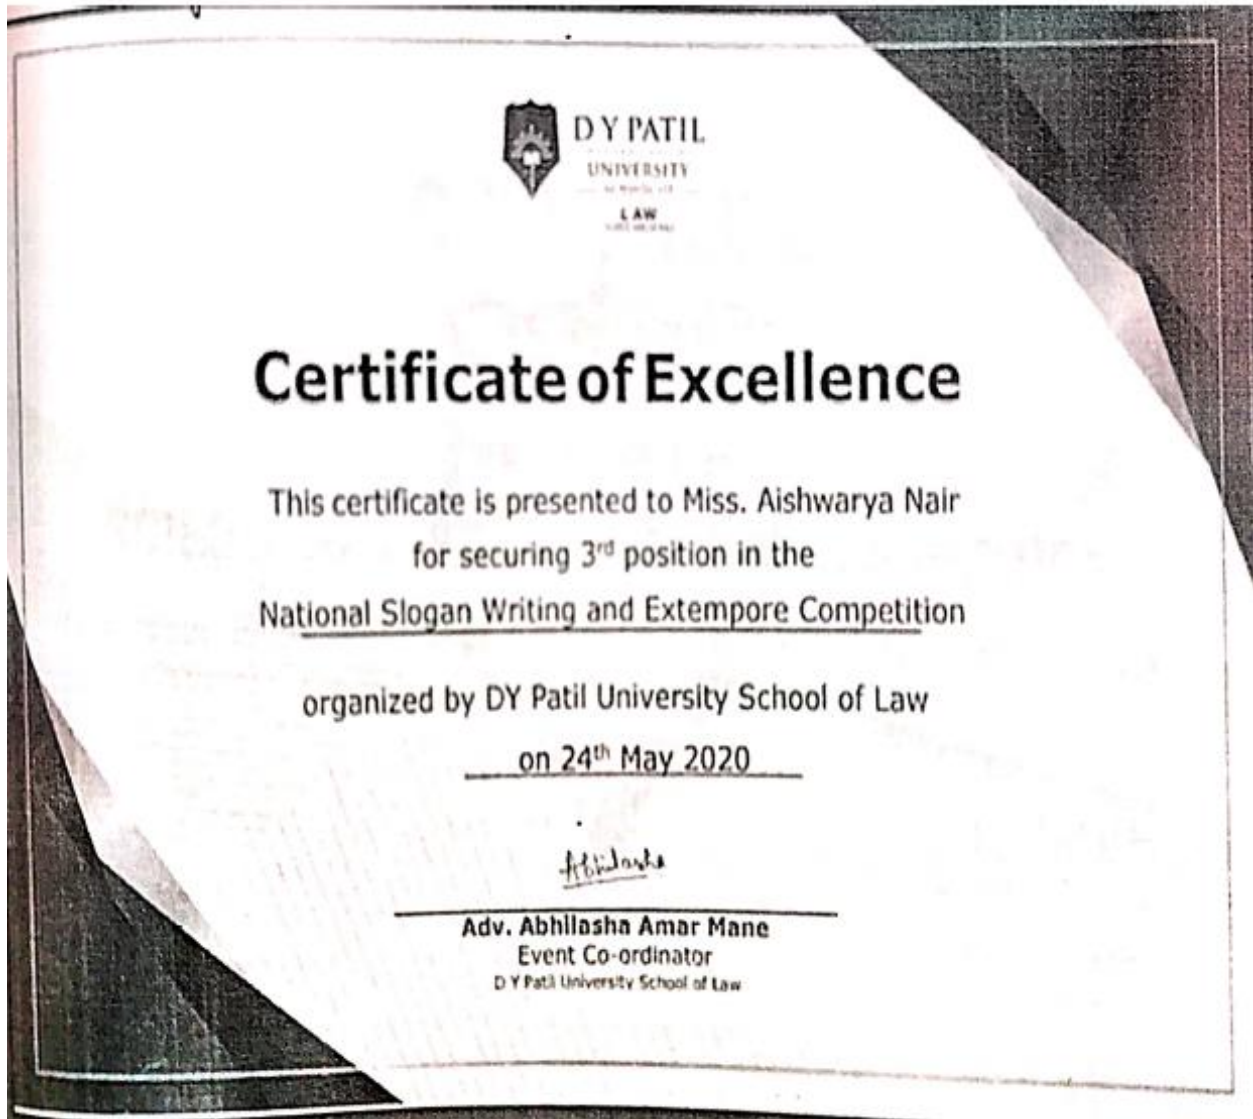 D Y PATIL
UNIVERSITY
LAW
Certificate of Excellence
This certificate is presented to Miss. Aishwarya Nair
for securing 3rd position in the
National Slogan Writing and Extempore Competition
organized by DY Patil University School of Law
on 24th May 2020
Abhilasha
Adv. Abhilasha Amar Mane
Event Co-ordinator
D Y Patil University School of Law